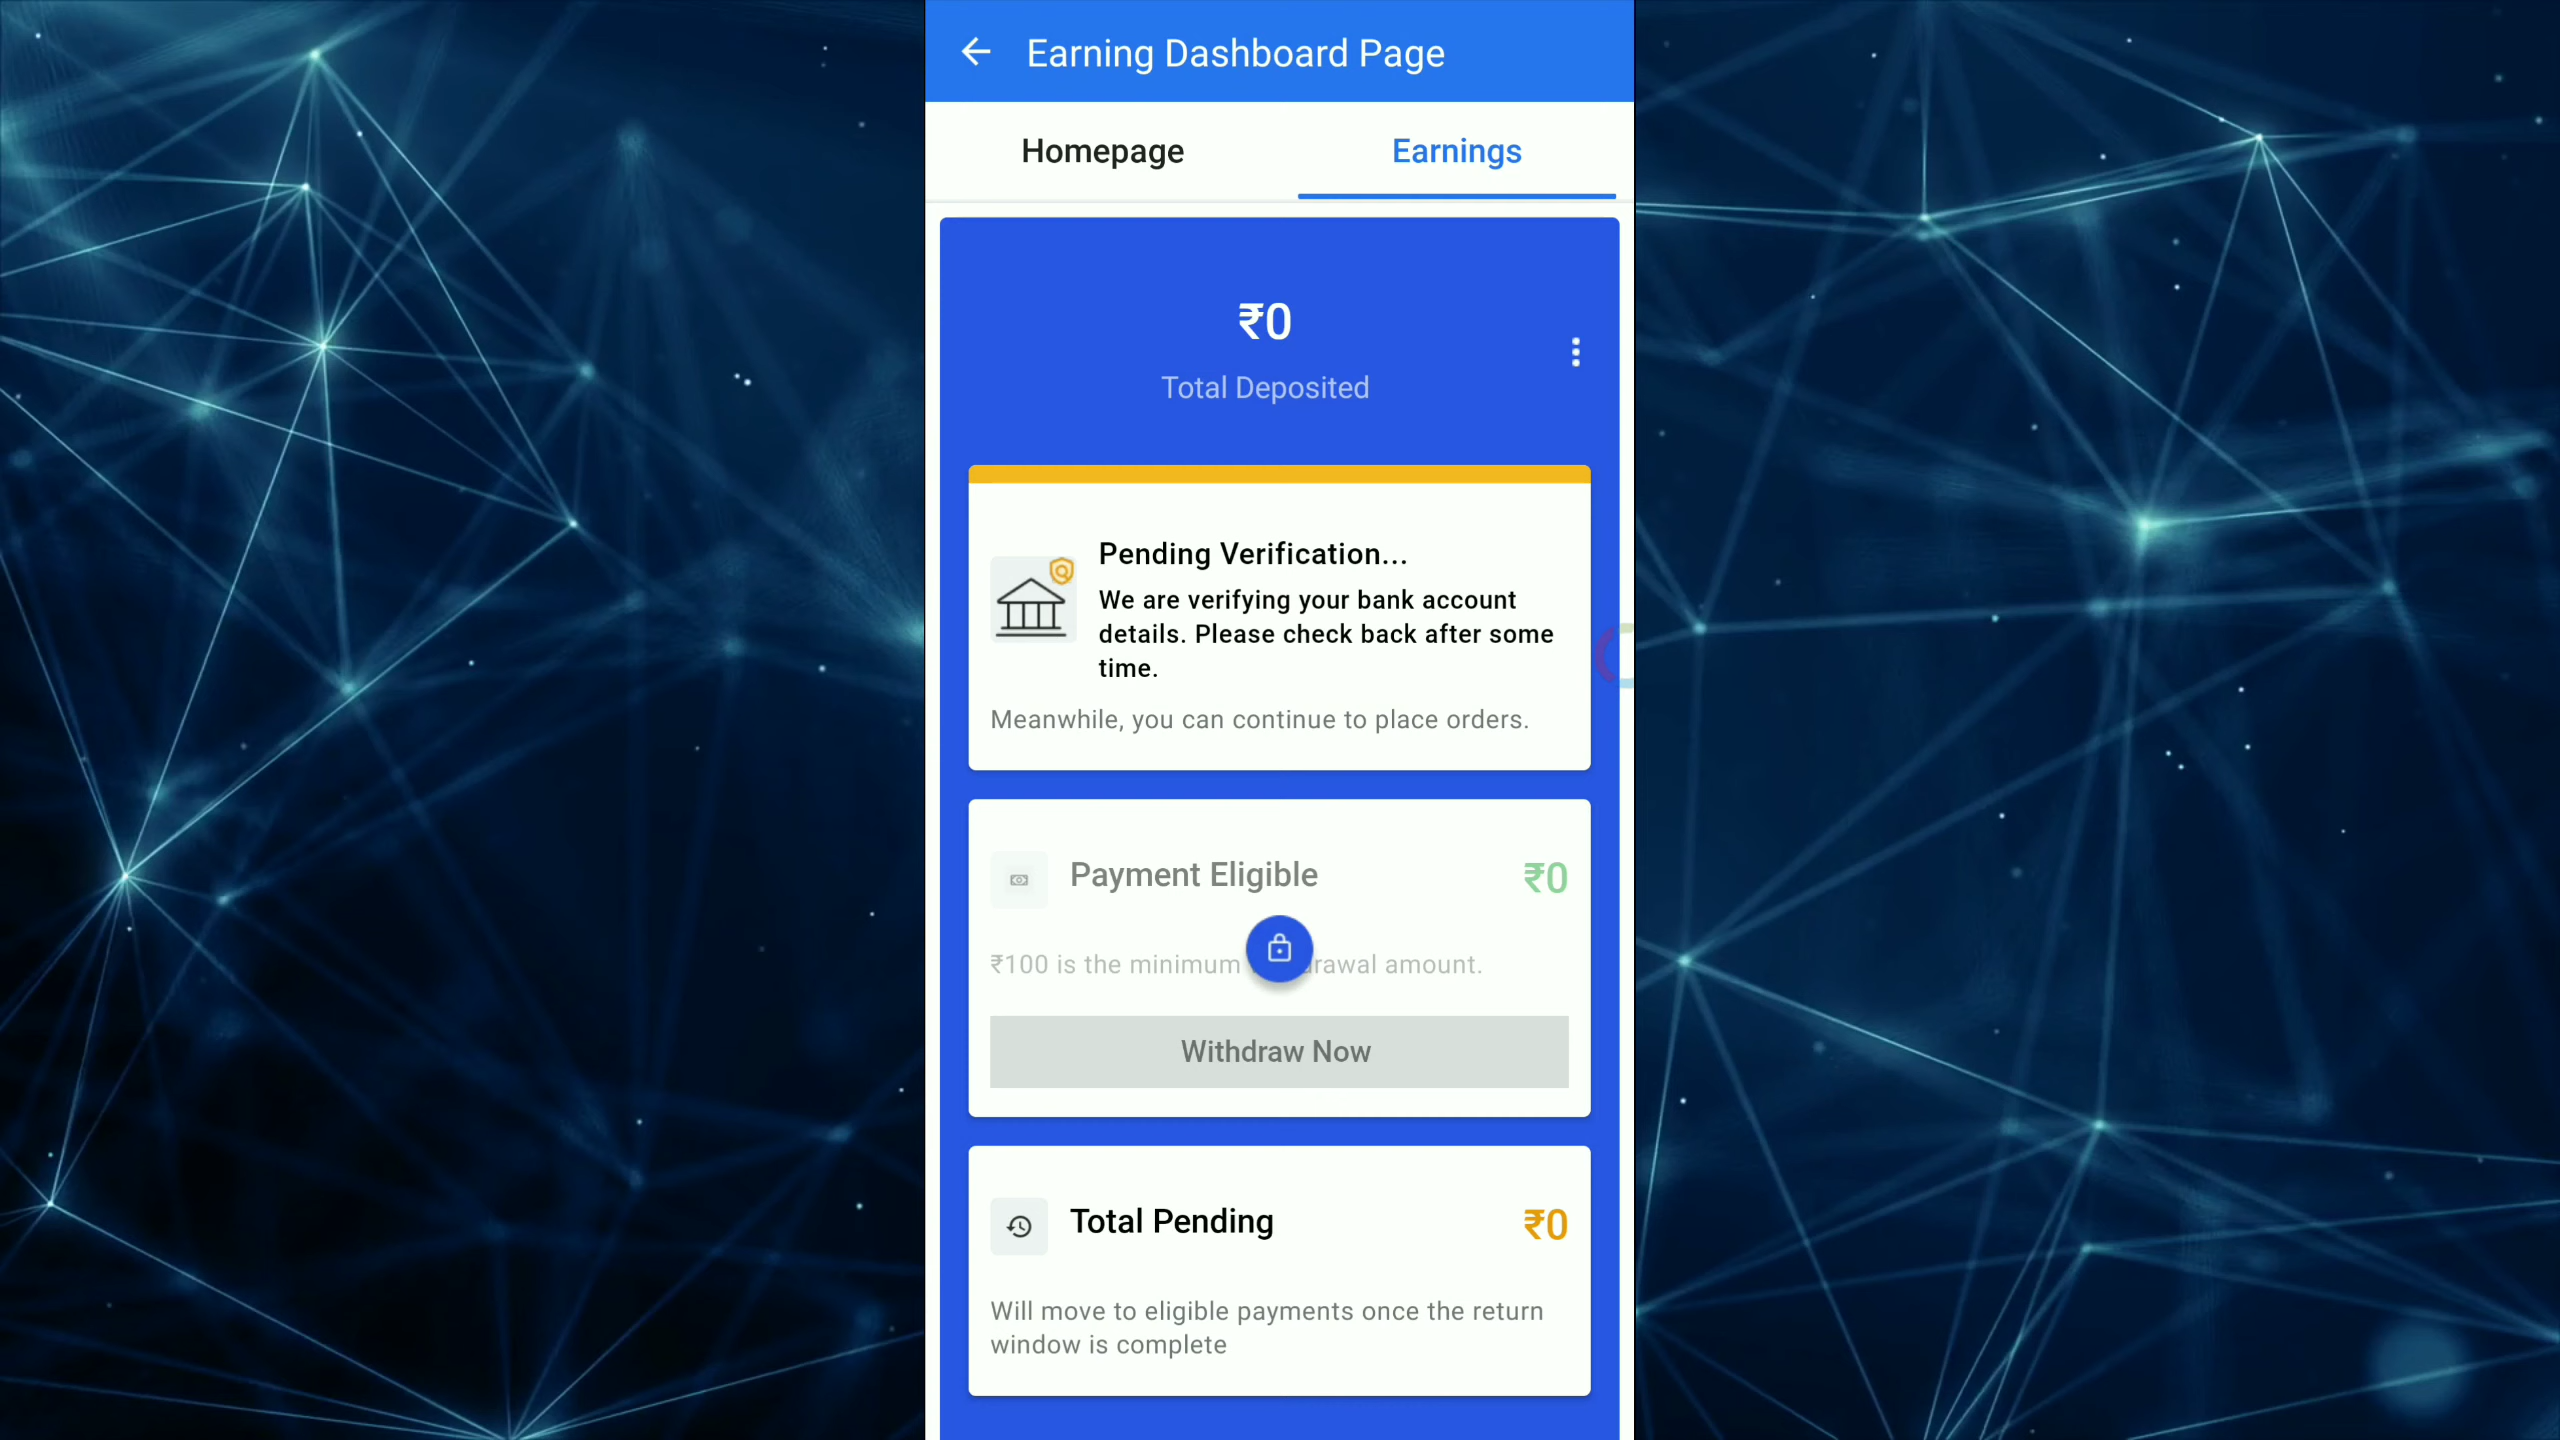 Earning Dashboard Page
Homepage
Earnings
₹0
Total Deposited
Pending Verification...
We are verifying your bank account
details. Please check back after some
time.
Meanwhile, you can continue to place orders.
Payment Eligible
₹0
₹100 is the minimum drawal amount.
Withdraw Now
Total Pending
₹0
Will move to eligible payments once the return
window is complete